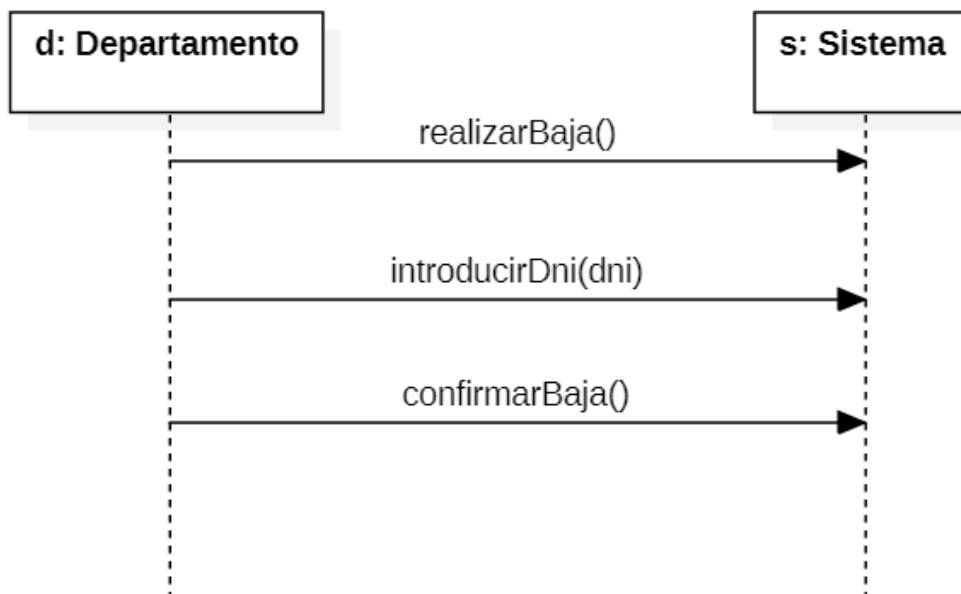 d: Departamento
s: Sistema
realizarBaja()
introducirDni(dni)
confirmarBaja()